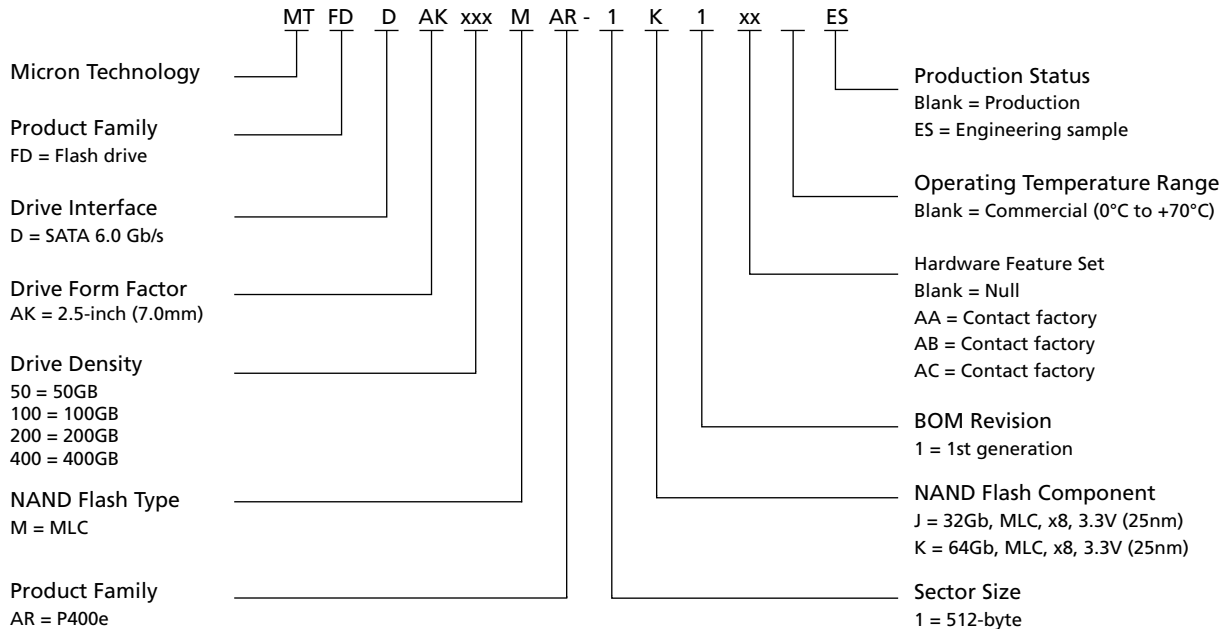 MT FD D AK xxx M AR - 1 K 1 xx ES
Micron Technology
Product Family
FD = Flash drive
Drive Interface
D = SATA 6.0 Gb/s
Drive Form Factor
AK = 2.5-inch (7.0mm)
Drive Density
50 = 50GB
100 = 100GB
200 = 200GB
400 = 400GB
NAND Flash Type
M = MLC
Product Family
AR = P400e
Production Status
Blank = Production
ES = Engineering sample
Operating Temperature Range
Blank = Commercial (0°C to +70°C)
Hardware Feature Set
Blank = Null
AA = Contact factory
AB = Contact factory
AC = Contact factory
BOM Revision
1 = 1st generation
NAND Flash Component
J = 32Gb, MLC, x8, 3.3V (25nm)
K = 64Gb, MLC, x8, 3.3V (25nm)
Sector Size
1 = 512-byte